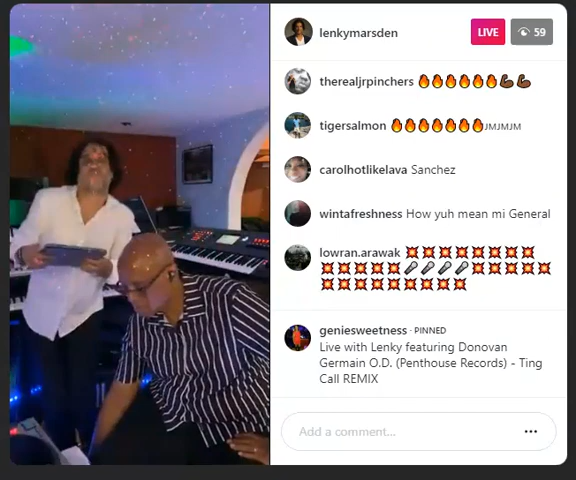 lenkymarsden
LIVE
59
therealjrpinchers 🔥🔥🔥🔥🔥🔥💪🏿💪🏿
tigersalmon 🔥🔥🔥🔥🔥🔥🔥JMJMJM
carolhotlikelava Sanchez
wintafreshness How yuh mean mi General
lowran.arawak 💥💥💥💥💥💥💥💥
💥💥💥💥💥🎤🎤🎤🎤💥💥💥💥💥
💥💥💥💥💥💥💥💥💥
geniesweetness · PINNED
Live with Lenky featuring Donovan
Germain O.D. (Penthouse Records) - Ting
Call REMIX
Add a comment...